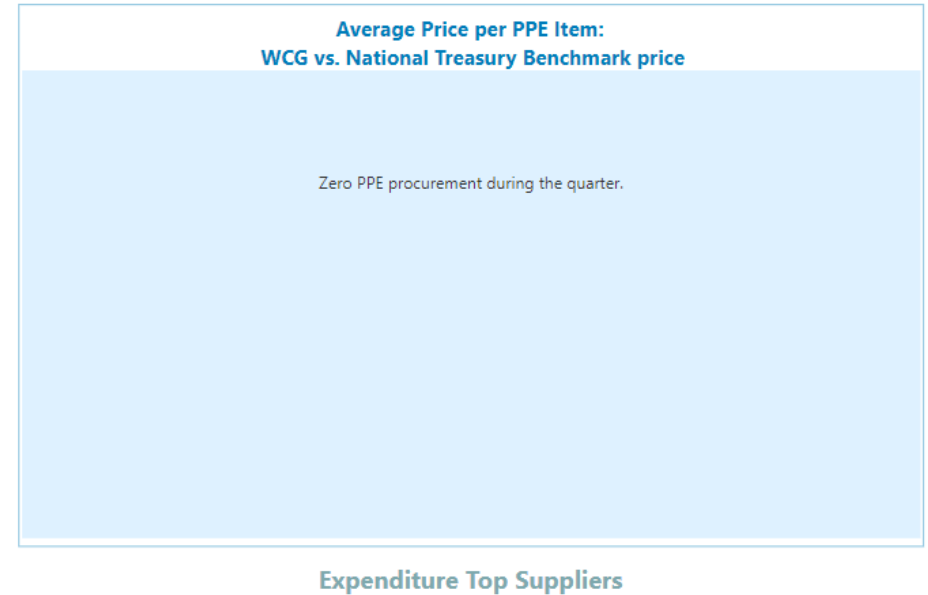 Average Price per PPE Item:
WCG vs. National Treasury Benchmark price
Zero PPE procurement during the quarter.
Expenditure Top Suppliers